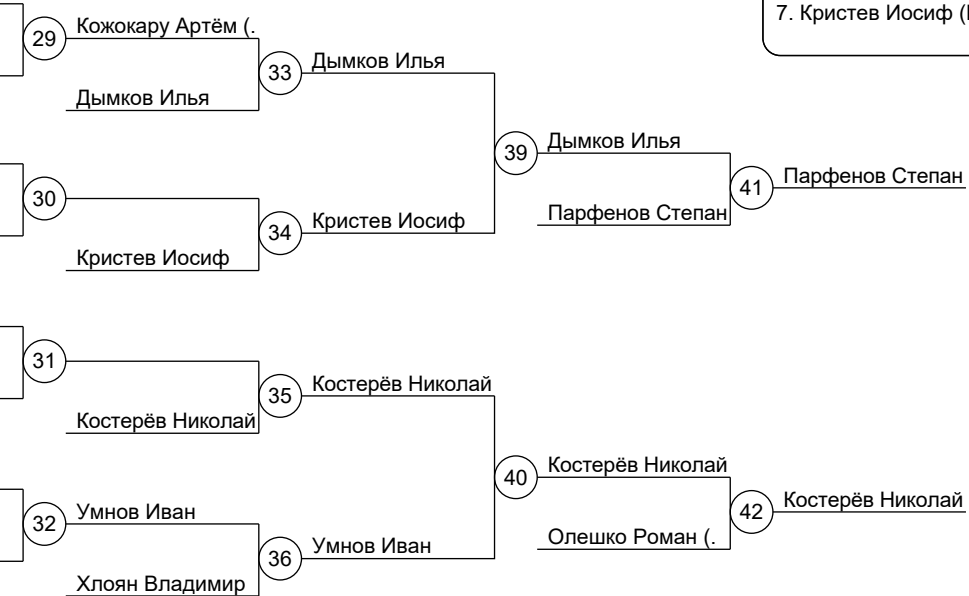 7. Кристев Иосиф (
29 Кожокару Артём (.
33 Дымков Илья
Дымков Илья
39 Дымков Илья
41 Парфенов Степан
30
Парфенов Степан
34 Кристев Иосиф
Кристев Иосиф
31
35 Костерёв Николай
Костерёв Николай
40 Костерёв Николай
42 Костерёв Николай
32 Умнов Иван
Олешко Роман (.
36 Умнов Иван
Хлоян Владимир